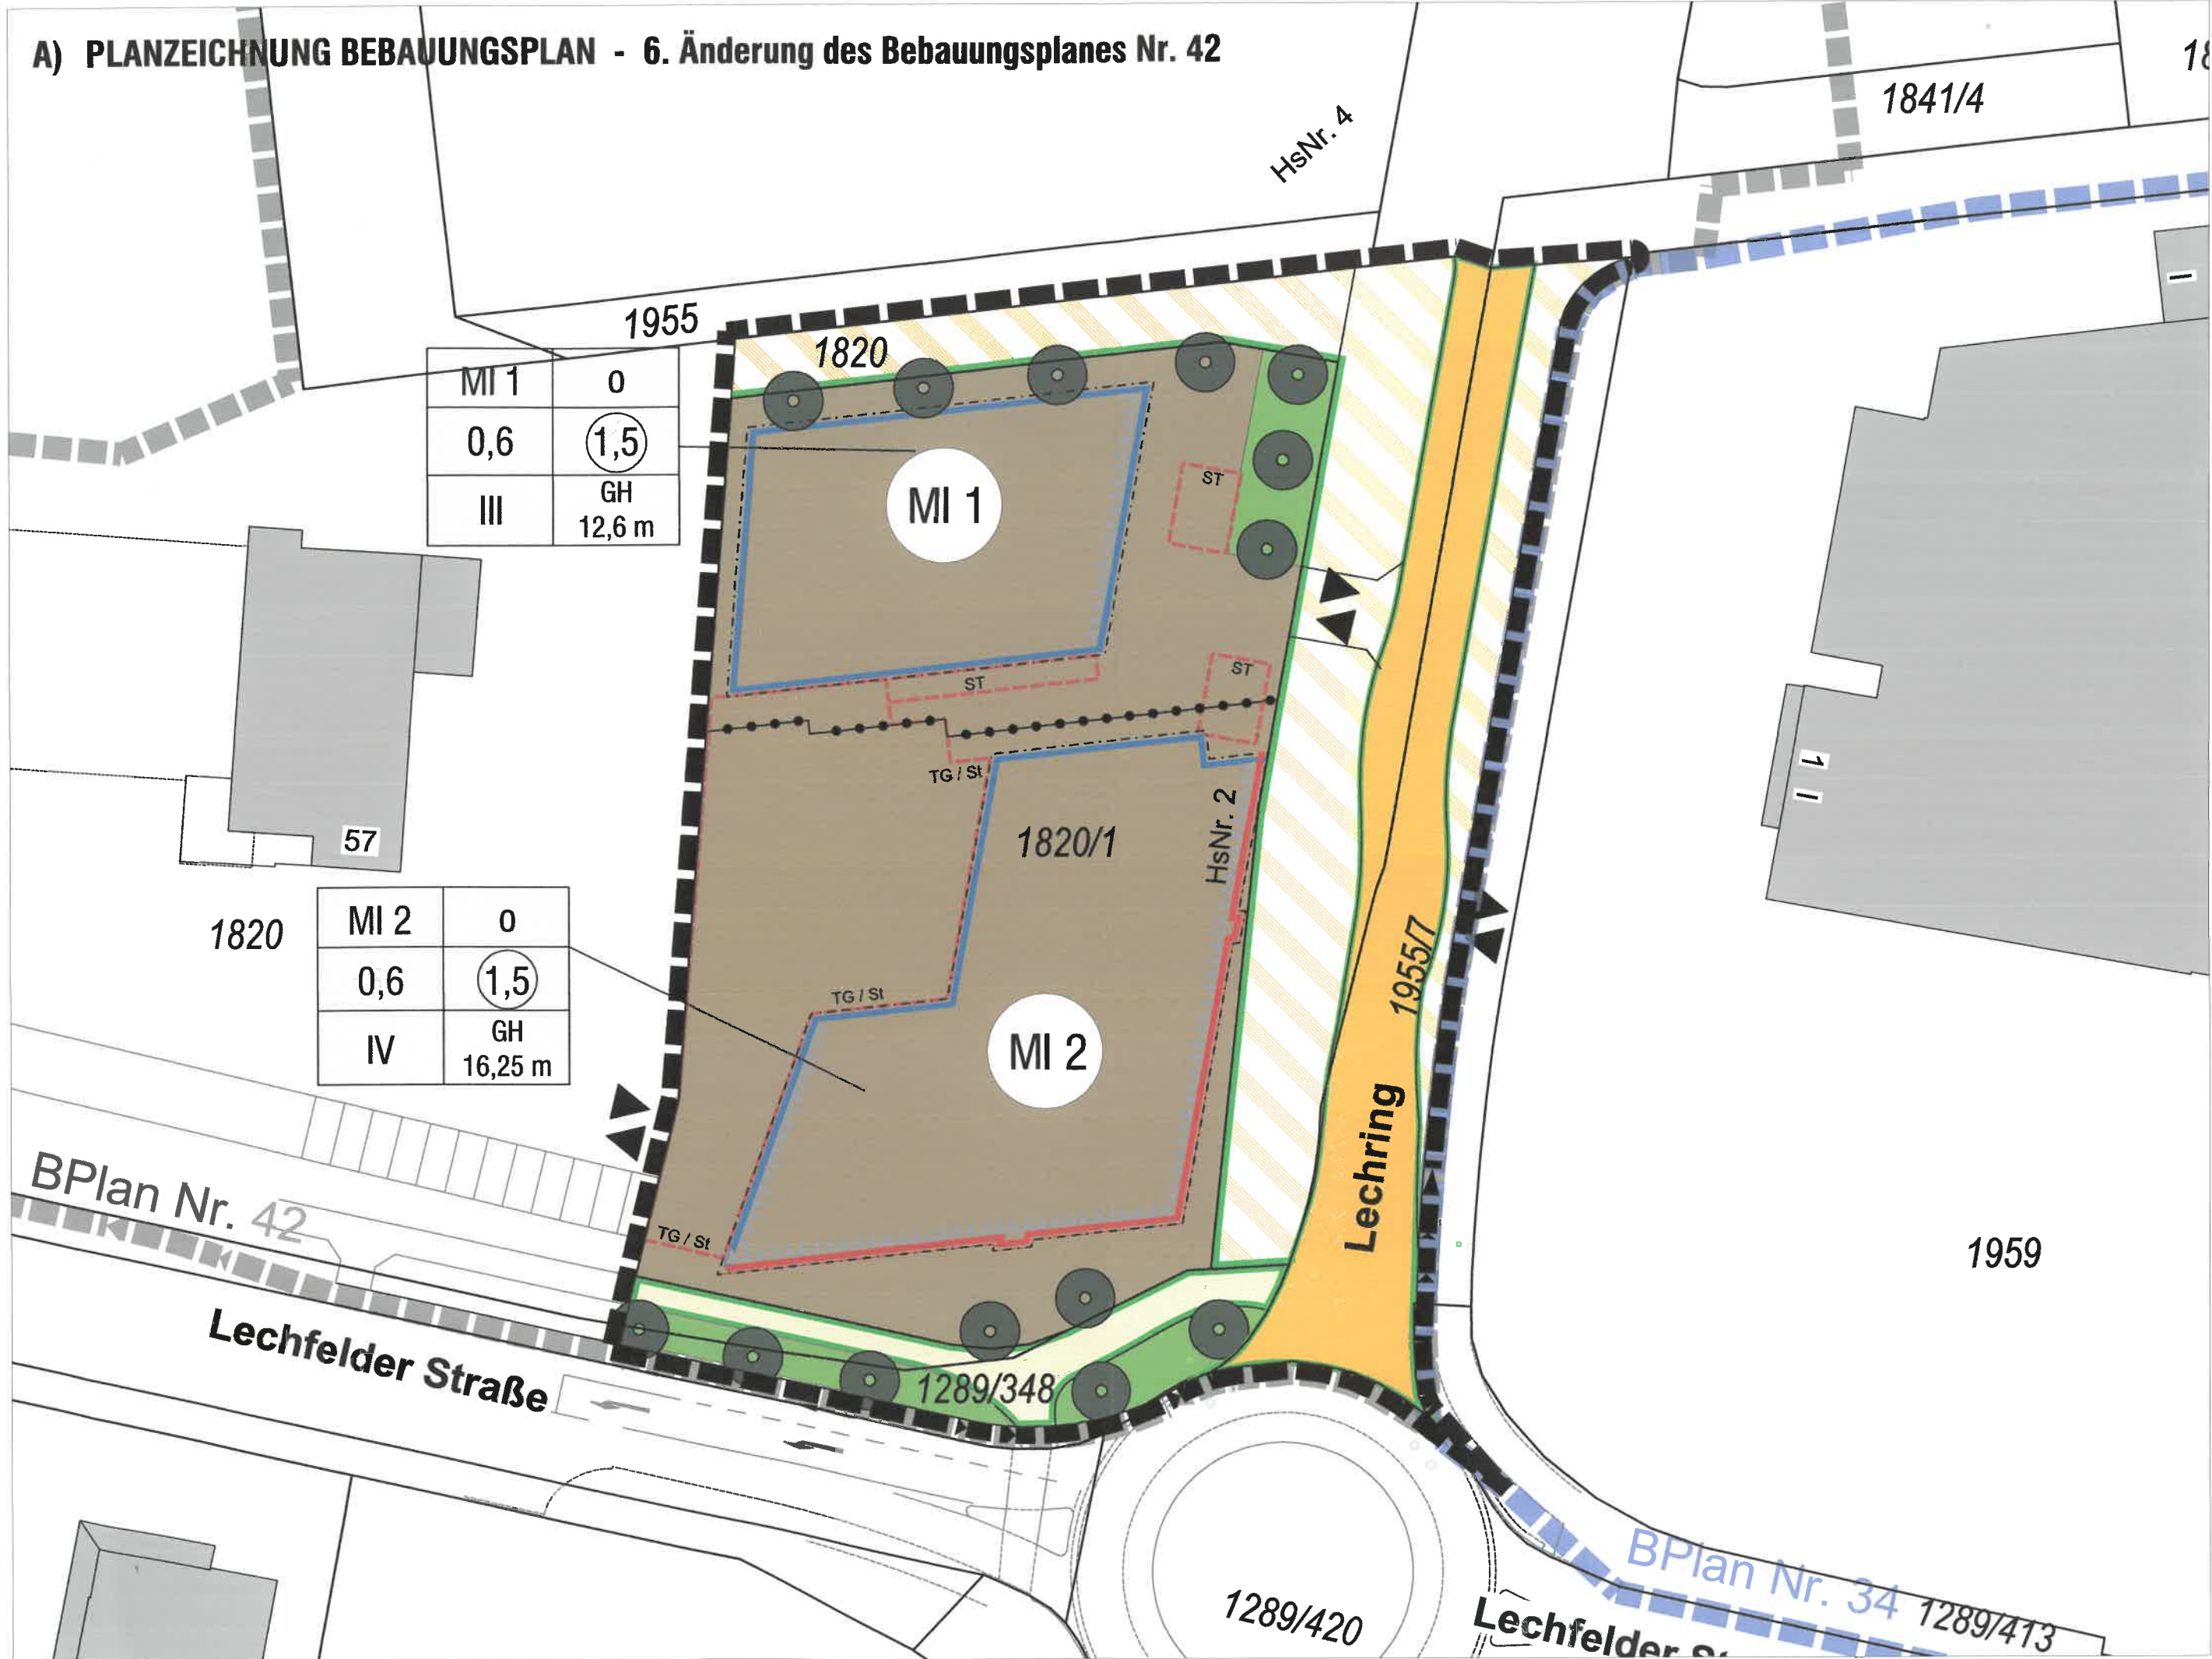 A) PLANZEICHNUNG BEBAUUNGSPLAN - 6. Änderung des Bebauungsplanes Nr. 42
1841/4
HsNr. 4
1955
1820
MI 1 o
0,6 1,5
III GH 12,6 m
MI 1
ST
ST
ST
I
TG / St
1820/1
HsNr. 2
57
1
I
1820
MI 2 o
0,6 1,5
IV GH 16,25 m
TG / St
MI 2
1955/7
Lechring
BPlan Nr. 42
TG / St
1959
Lechfelder Straße
1289/348
BPlan Nr. 34
1289/420
Lechfelder
1289/413